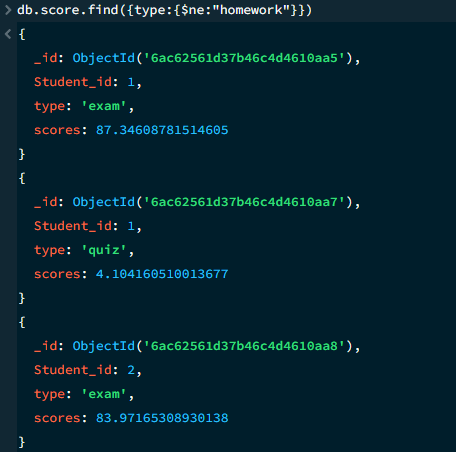 db.score.find({type:{$ne:"homework"}})
{
_id: ObjectId('6ac62561d37b46c4d4610aa5'),
Student_id: 1,
type: 'exam',
scores: 87.34608781514605
}
{
_id: ObjectId('6ac62561d37b46c4d4610aa7'),
Student_id: 1,
type: 'quiz',
scores: 4.104160510013677
}
{
_id: ObjectId('6ac62561d37b46c4d4610aa8'),
Student_id: 2,
type: 'exam',
scores: 83.97165308930138
}